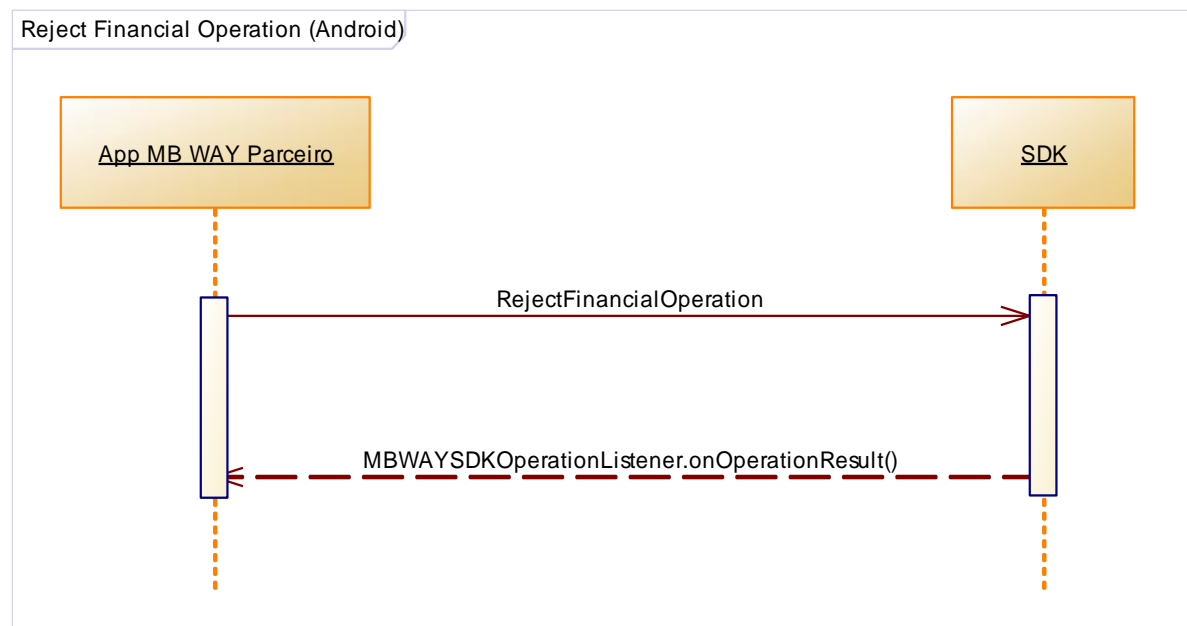 Reject Financial Operation (Android)
App MB WAY Parceiro
SDK
RejectFinancialOperation
MBWAYSDKOperationListener.onOperationResult()